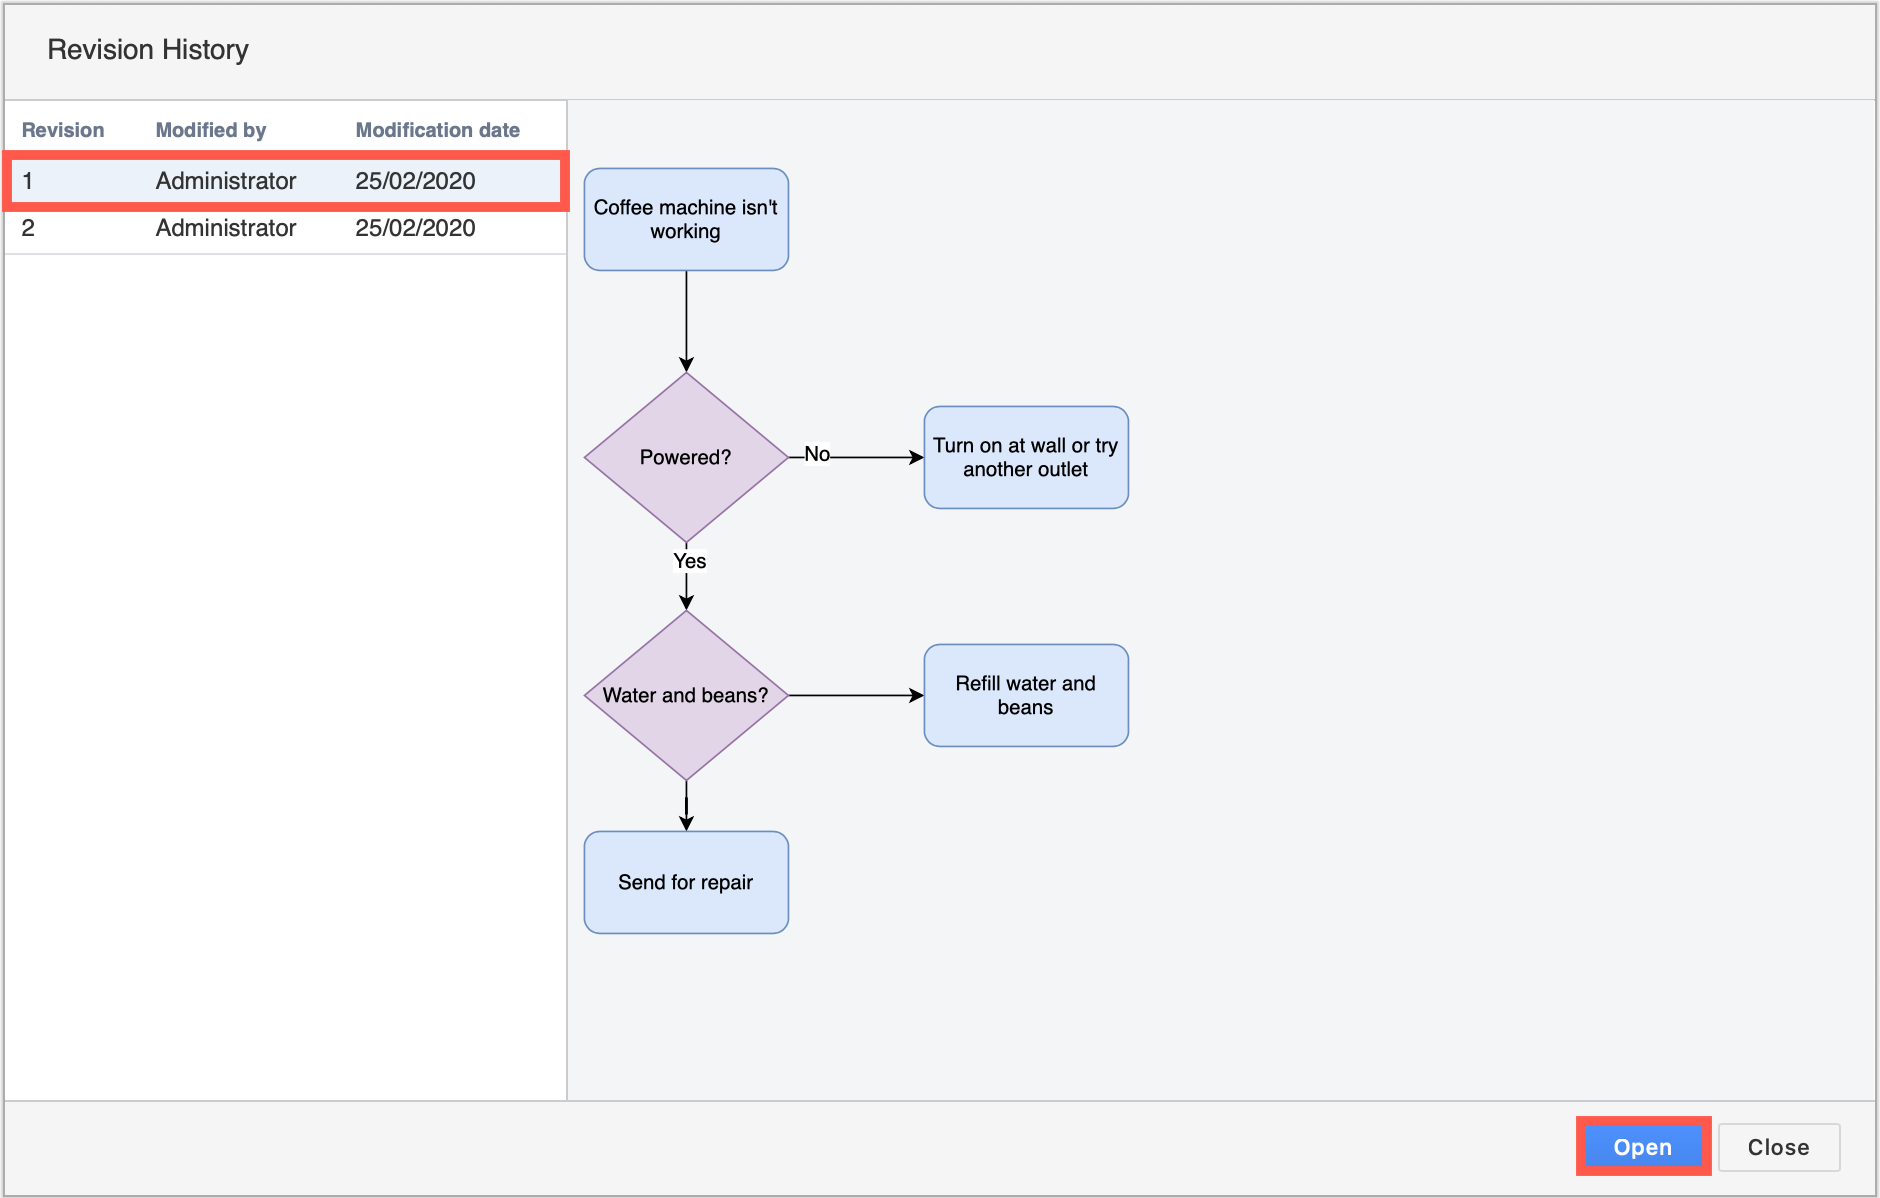 Revision History
Revision Modified by Modification date
1 Administrator 25/02/2020
2 Administrator 25/02/2020
Coffee machine isn't
working
Powered?
No
Turn on at wall or try
another outlet
Yes
Water and beans?
Refill water and
beans
Send for repair
Open Close